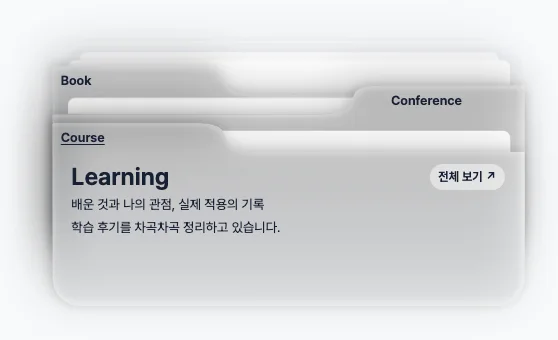 Book
Conference
Course
Learning
전체 보기 ↗
배운 것과 나의 관점, 실제 적용의 기록
학습 후기를 차곡차곡 정리하고 있습니다.